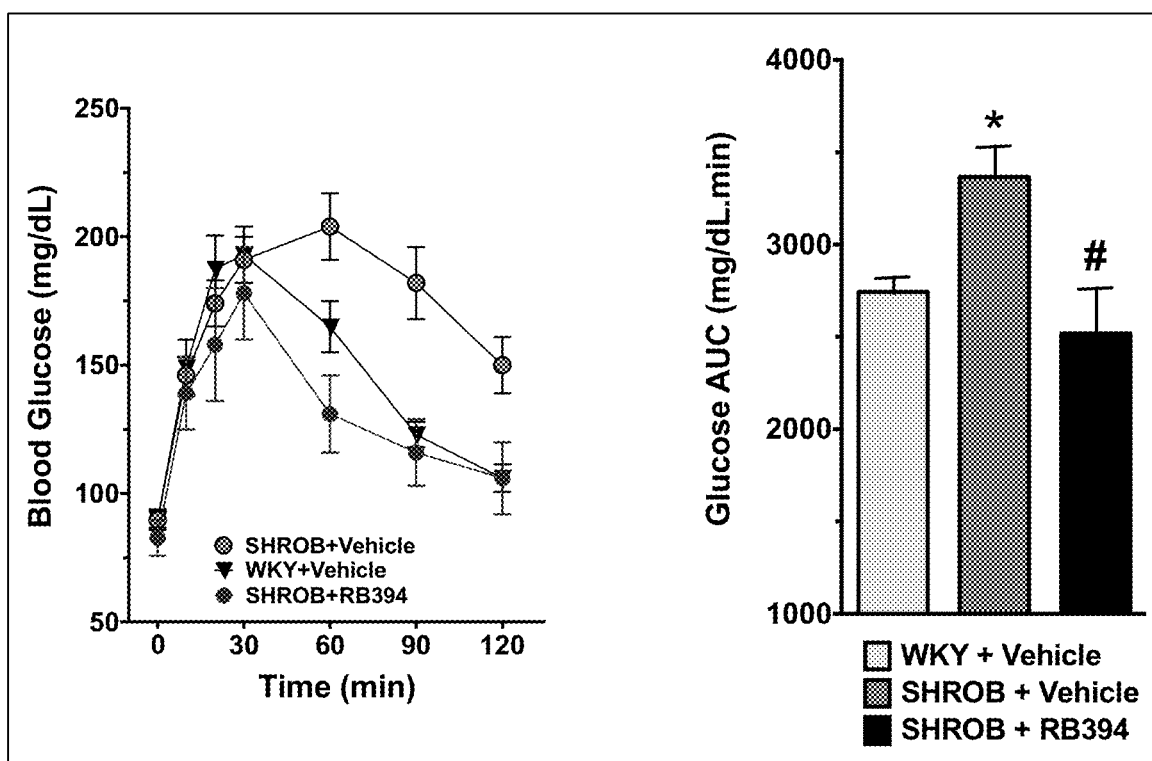 250
200
150
100
50
Blood Glucose (mg/dL)
SHROB+Vehicle
WKY+Vehicle
SHROB+RB394
0 30 60 90 120
Time (min)
4000
3000
2000
1000
Glucose AUC (mg/dL.min)
*
#
WKY + Vehicle
SHROB + Vehicle
SHROB + RB394